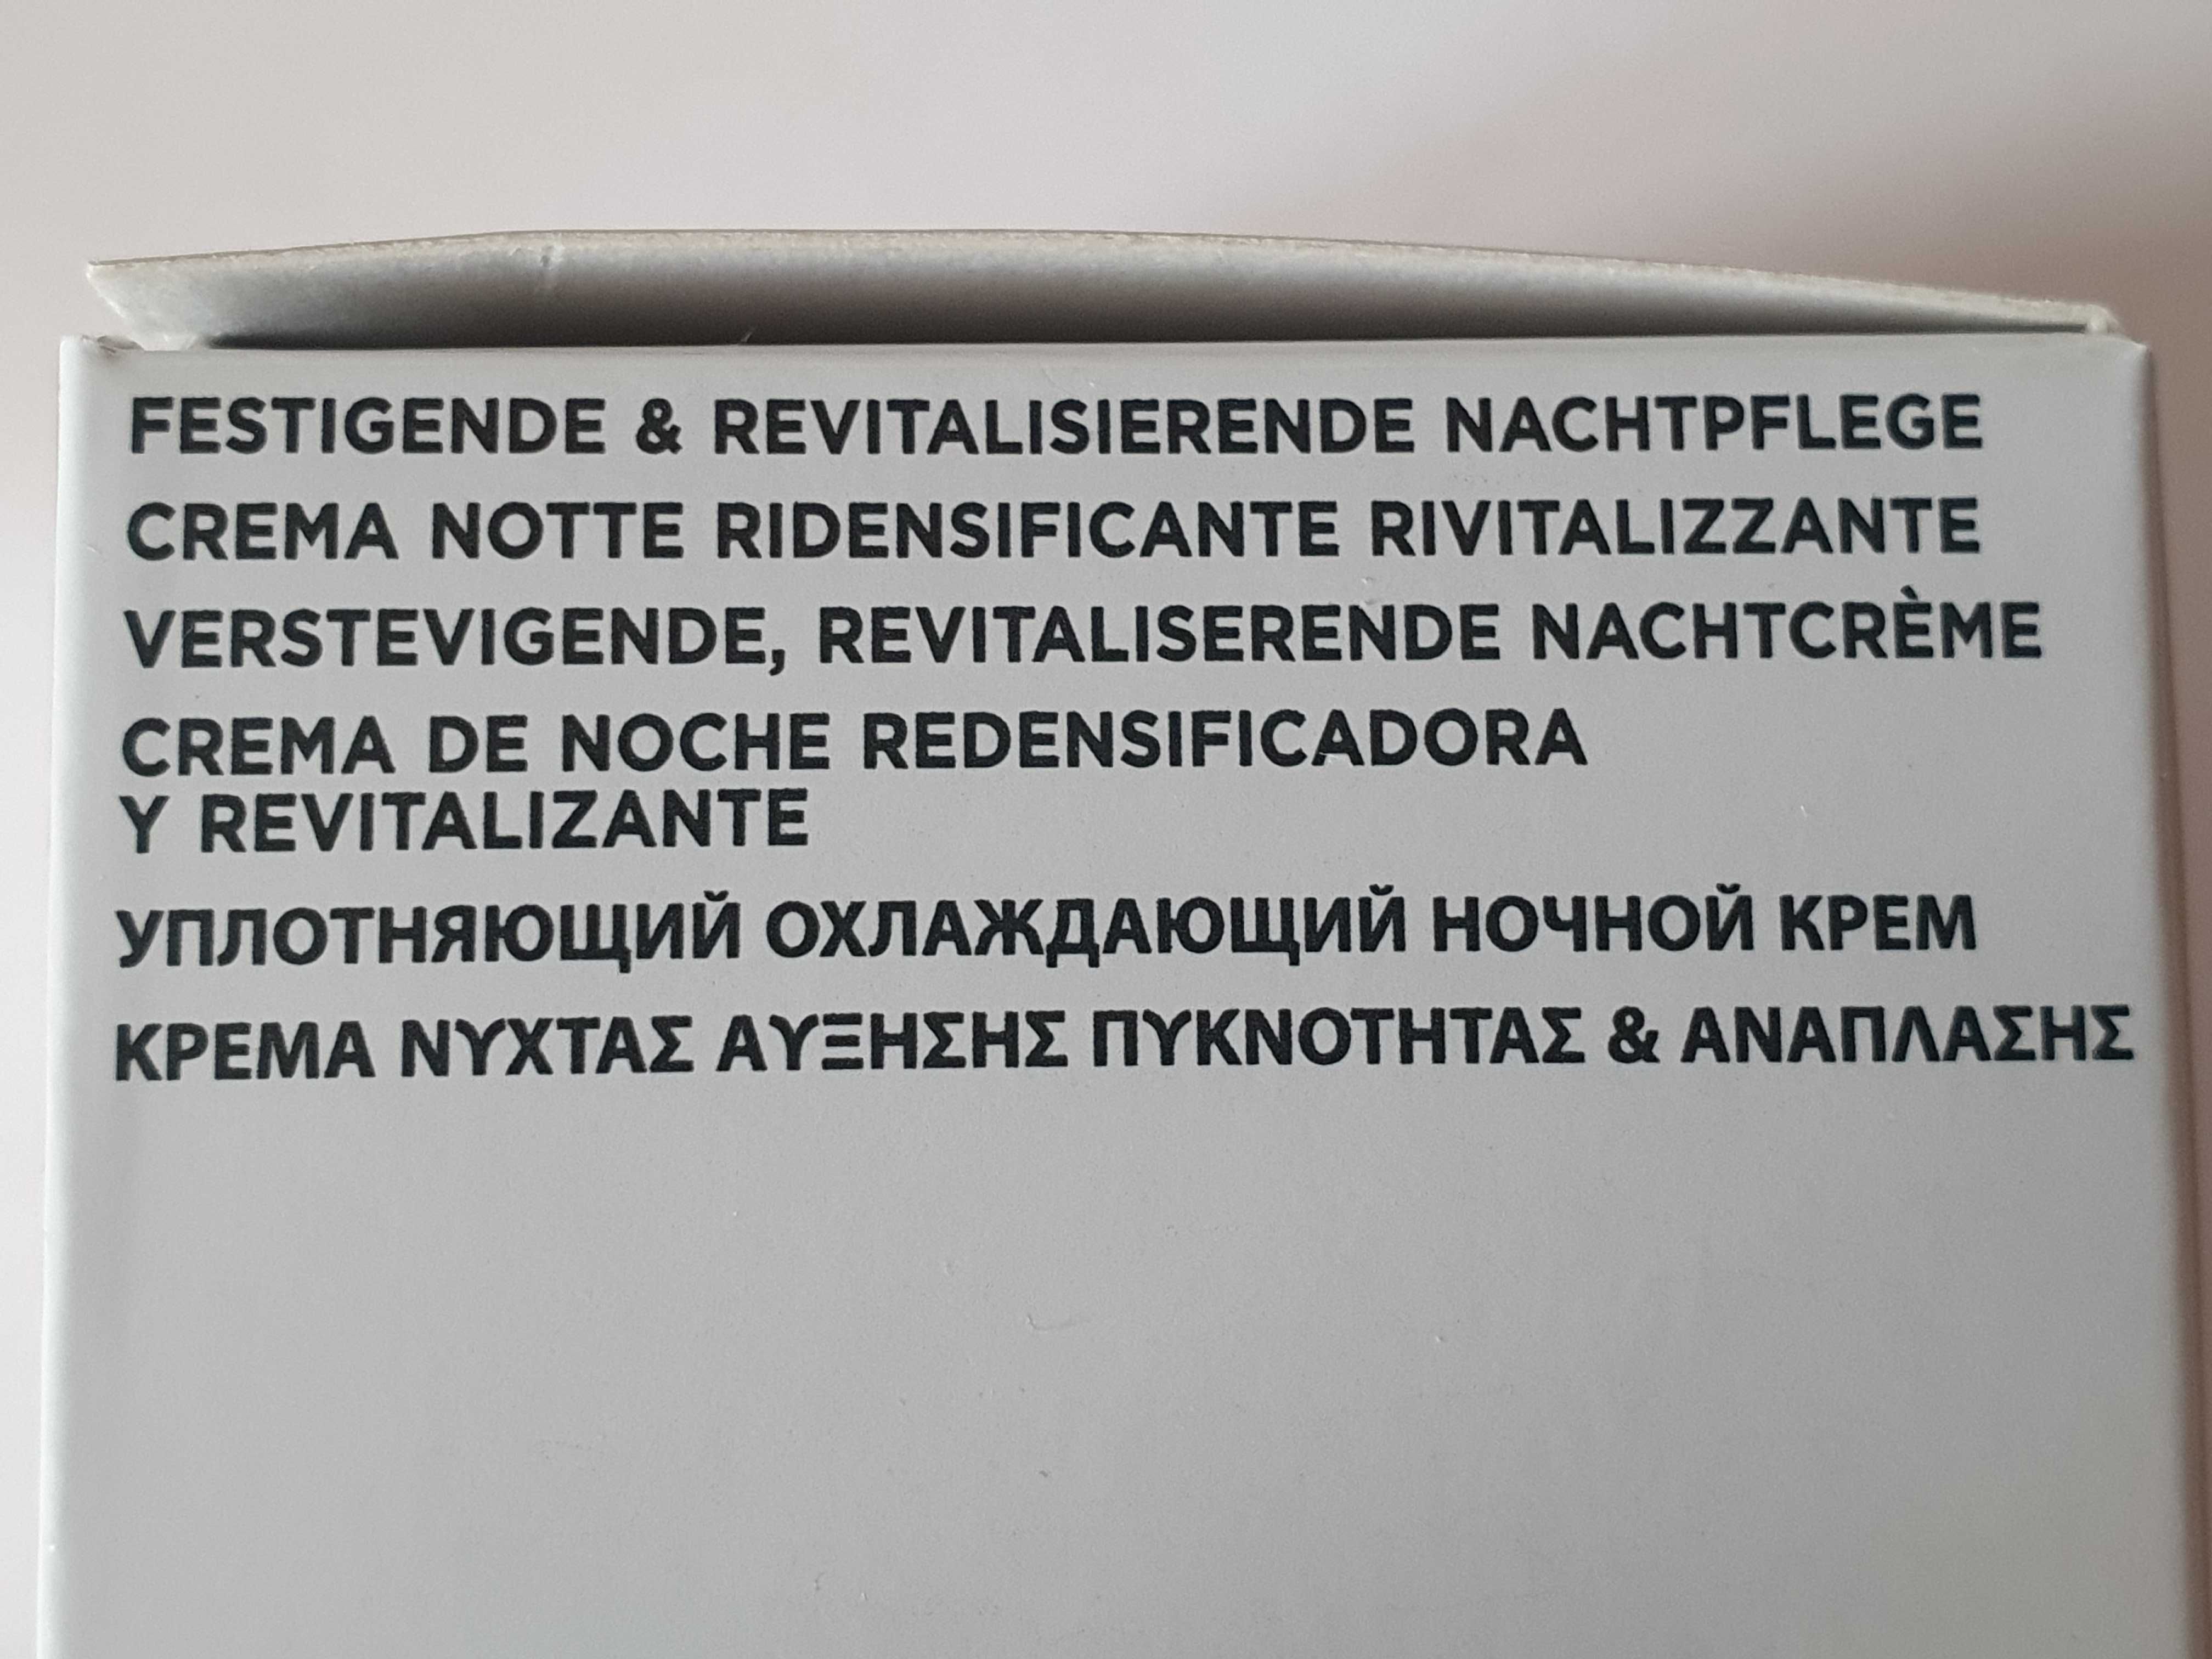 FESTIGENDE & REVITALISIERENDE NACHTPFLEGE
CREMA NOTTE RIDENSIFICANTE RIVITALIZZANTE
VERSTEVIGENDE, REVITALISERENDE NACHTCRÈME
CREMA DE NOCHE REDENSIFICADORA
Y REVITALIZANTE
УПЛОТНЯЮЩИЙ ОХЛАЖДАЮЩИЙ НОЧНОЙ КРЕМ
ΚΡΕΜΑ ΝΥΧΤΑΣ ΑΥΞΗΣΗΣ ΠΥΚΝΟΤΗΤΑΣ & ΑΝΑΠΛΑΣΗΣ